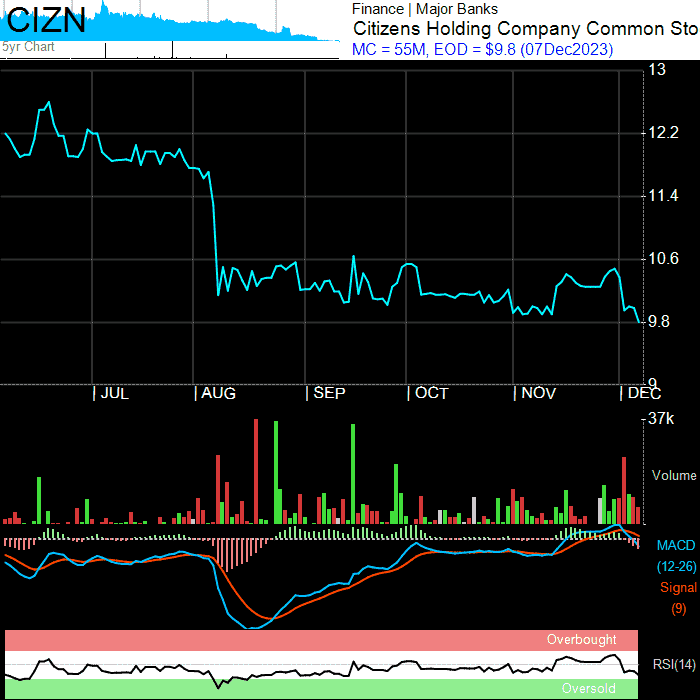 CIZN
5yr Chart
Finance | Major Banks
Citizens Holding Company Common Sto
MC = 55M, EOD = $9.8 (07Dec2023)
13
12.2
11.4
10.6
9.8
9
| JUL | AUG | SEP | OCT | NOV | DEC
37k
Volume
MACD
(12-26)
Signal
(9)
Overbought
RSI(14)
Oversold